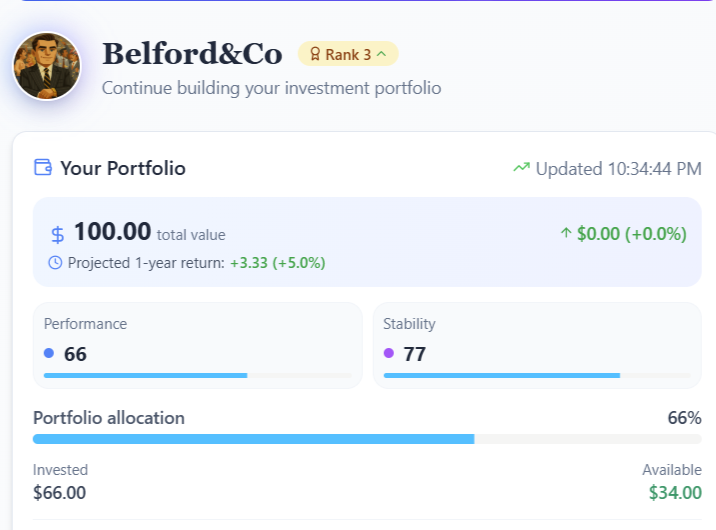 Belford&Co Rank 3
Continue building your investment portfolio
Your Portfolio Updated 10:34:44 PM
$ 100.00 total value $0.00 (+0.0%)
Projected 1-year return: +3.33 (+5.0%)
Performance Stability
66 77
Portfolio allocation 66%
Invested Available
$66.00 $34.00